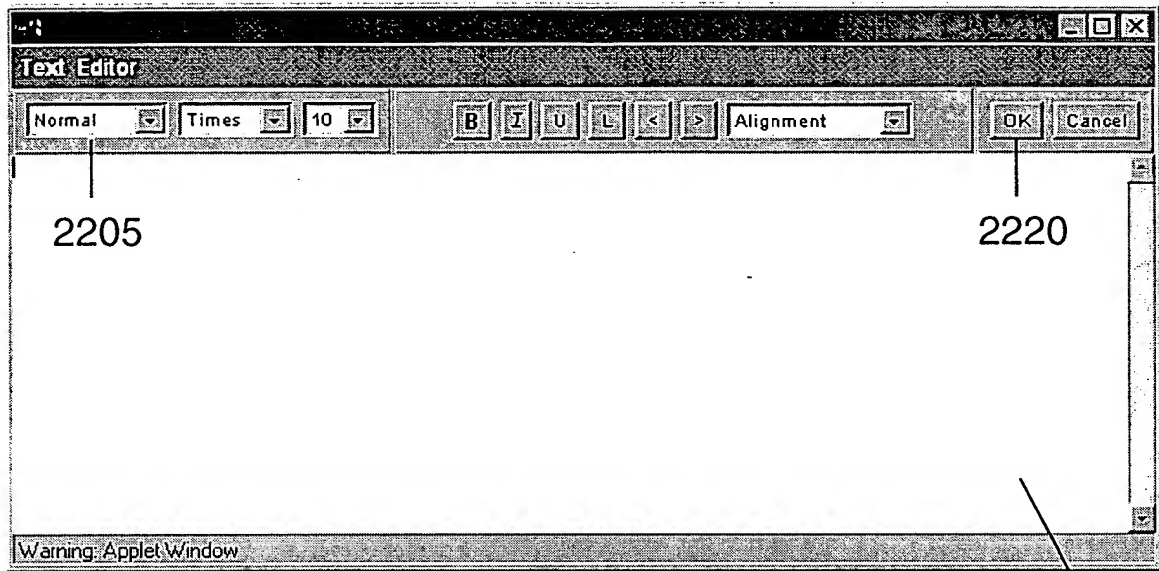 Text Editor
Normal Times 10 B I U L < > Alignment OK Cancel
2205 2220
Warning: Applet Window